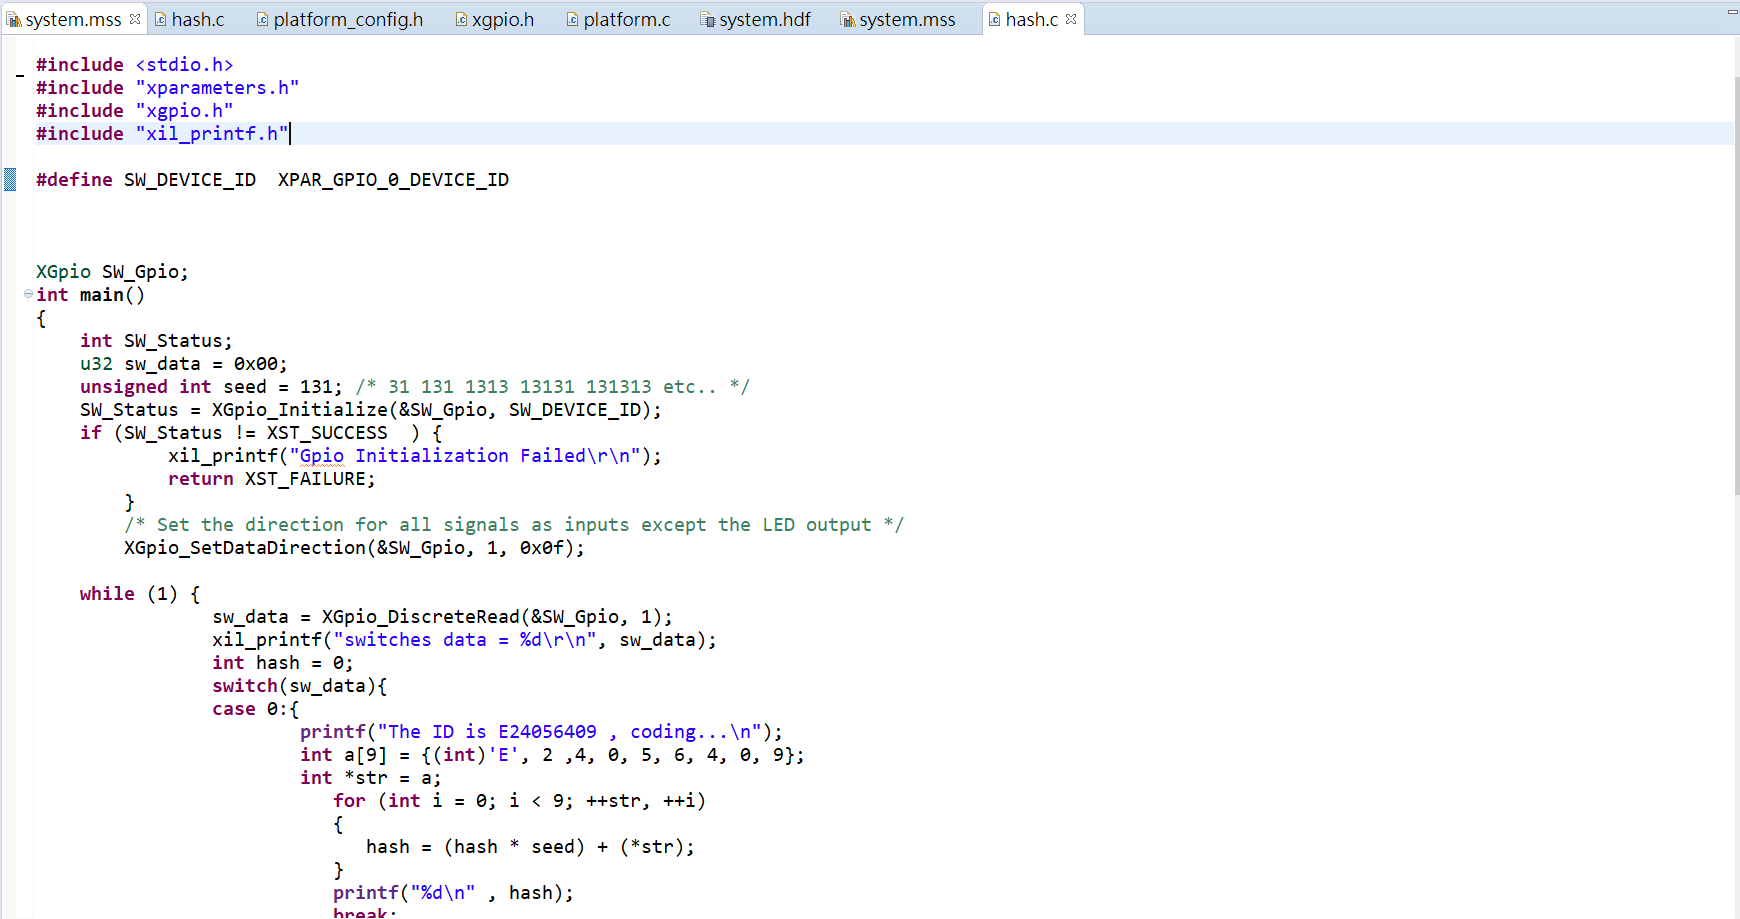 system.mss hash.c platform_config.h xgpio.h platform.c system.hdf system.mss hash.c
#include <stdio.h>
#include "xparameters.h"
#include "xgpio.h"
#include "xil_printf.h"
#define SW_DEVICE_ID  XPAR_GPIO_0_DEVICE_ID
XGpio SW_Gpio;
int main()
{
    int SW_Status;
    u32 sw_data = 0x00;
    unsigned int seed = 131; /* 31 131 1313 13131 131313 etc.. */
    SW_Status = XGpio_Initialize(&SW_Gpio, SW_DEVICE_ID);
    if (SW_Status != XST_SUCCESS  ) {
            xil_printf("Gpio Initialization Failed\r\n");
            return XST_FAILURE;
        }
        /* Set the direction for all signals as inputs except the LED output */
        XGpio_SetDataDirection(&SW_Gpio, 1, 0x0f);
    while (1) {
                sw_data = XGpio_DiscreteRead(&SW_Gpio, 1);
                xil_printf("switches data = %d\r\n", sw_data);
                int hash = 0;
                switch(sw_data){
                case 0:{
                        printf("The ID is E24056409 , coding...\n");
                        int a[9] = {(int)'E', 2 ,4, 0, 5, 6, 4, 0, 9};
                        int *str = a;
                           for (int i = 0; i < 9; ++str, ++i)
                           {
                              hash = (hash * seed) + (*str);
                           }
                           printf("%d\n" , hash);
                           break;